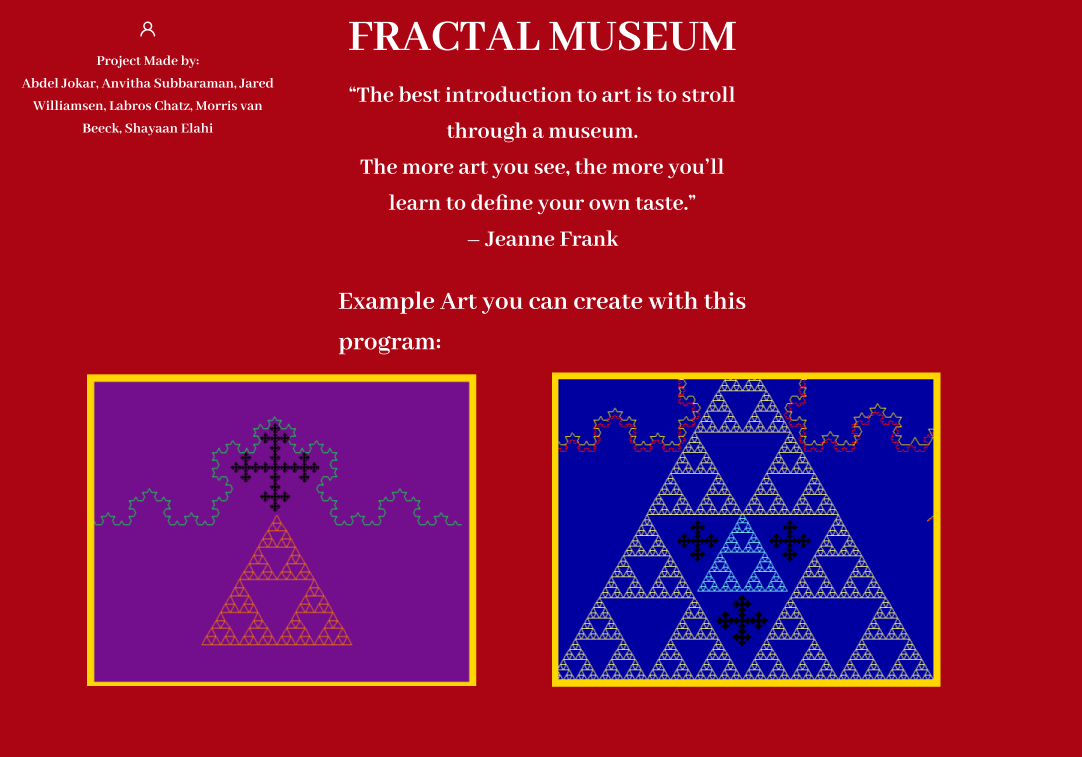 FRACTAL MUSEUM
Project Made by:
Abdel Jokar, Anvitha Subbaraman, Jared
Williamsen, Labros Chatz, Morris van
Beeck, Shayaan Elahi
“The best introduction to art is to stroll
through a museum.
The more art you see, the more you’ll
learn to define your own taste.”
– Jeanne Frank
Example Art you can create with this
program: